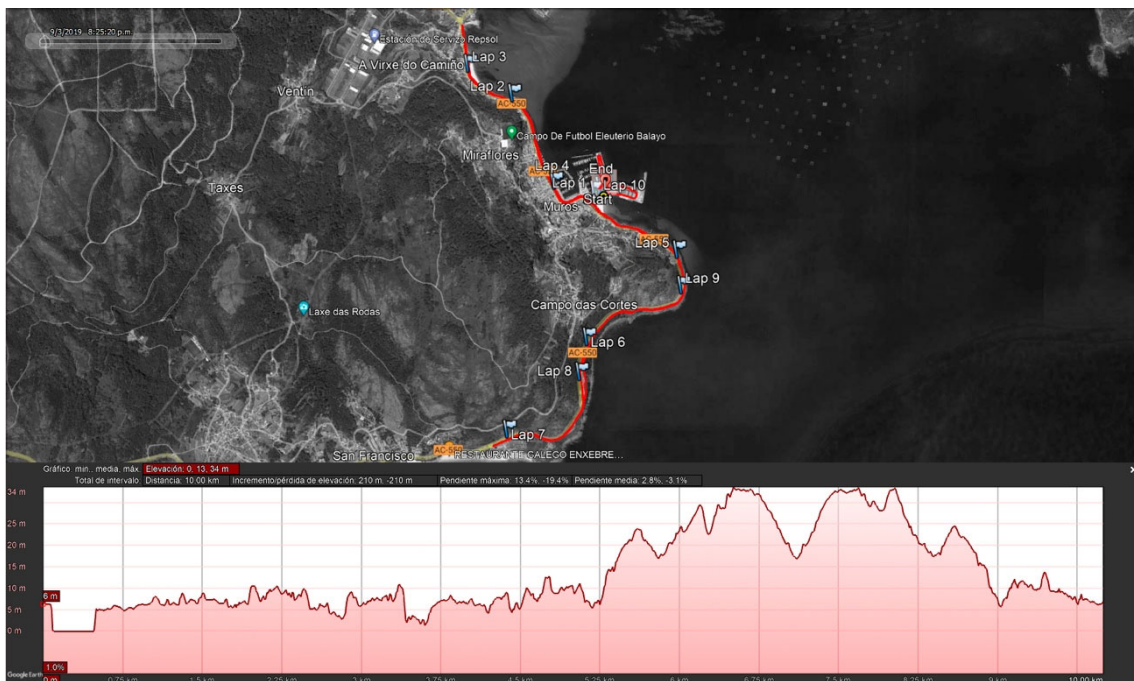 9/3/2019 8:25:20 p.m.
Estación de Servizo Repsol
A Virxe do Camiño
Lap 3
Ventín
Lap 2
AC-550
Campo De Futbol Eleuterio Balayo
Miraflores
Lap 4
End
Taxes
Lap 1
Lap 10
Muros
Start
Lap 5
Lap 9
Laxe das Rodas
Campo das Cortes
Lap 6
AC-550
Lap 8
Lap 7
AC-550
San Francisco
RESTAURANTE GALEGO ENXEBRE...
Gráfico: mín., media, máx. Elevación: 0, 13, 34 m
Total de intervalo: Distancia: 10.00 km Incremento/pérdida de elevación: 210 m, -210 m Pendiente máxima: 13.4%, -19.4% Pendiente media: 2.8%, -3.1%
34 m
25 m
20 m
15 m
10 m
6 m
5 m
0 m
1.0%
Google Earth
0 m 0.75 km 1.5 km 2.25 km 3 km 3.75 km 4.5 km 5.25 km 6 km 6.75 km 7.5 km 8.25 km 9 km 10.00 km